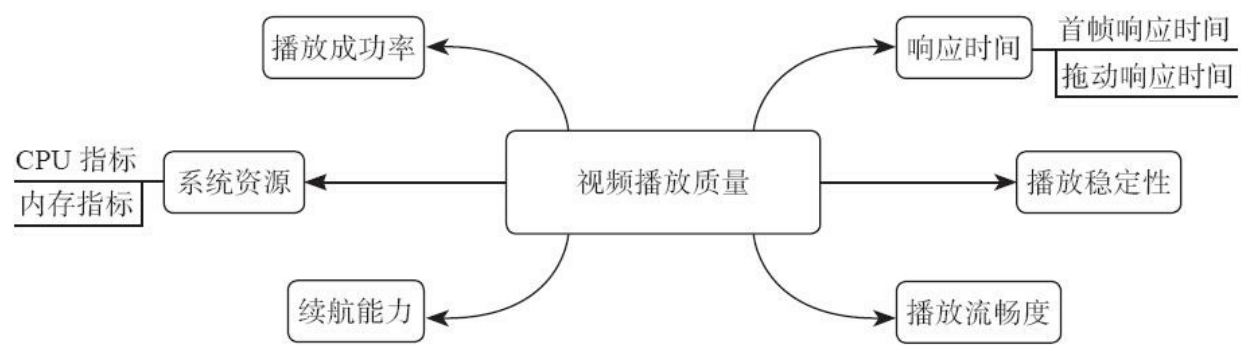 播放成功率
响应时间
首帧响应时间
拖动响应时间
CPU 指标
内存指标
系统资源
视频播放质量
播放稳定性
续航能力
播放流畅度